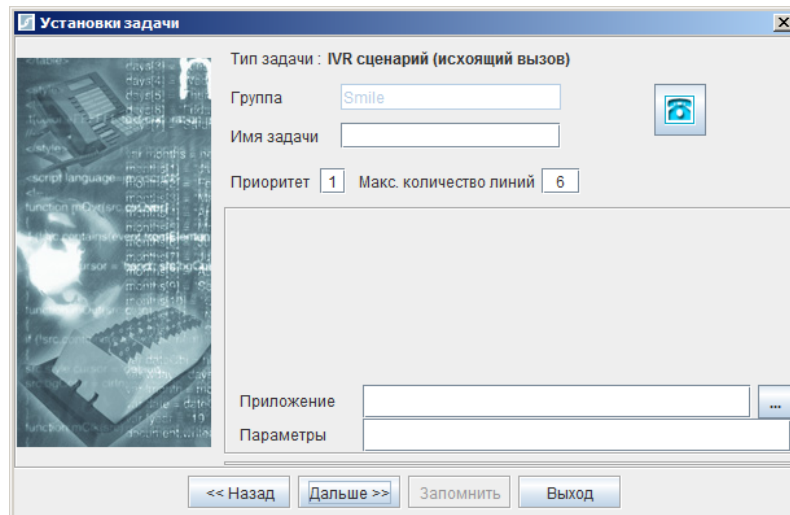 Установки задачи
Тип задачи : IVR сценарий (исхоящий вызов)
Группа Smile
Имя задачи
Приоритет 1 Макс. количество линий 6
Приложение ...
Параметры
<< Назад Дальше >> Запомнить Выход